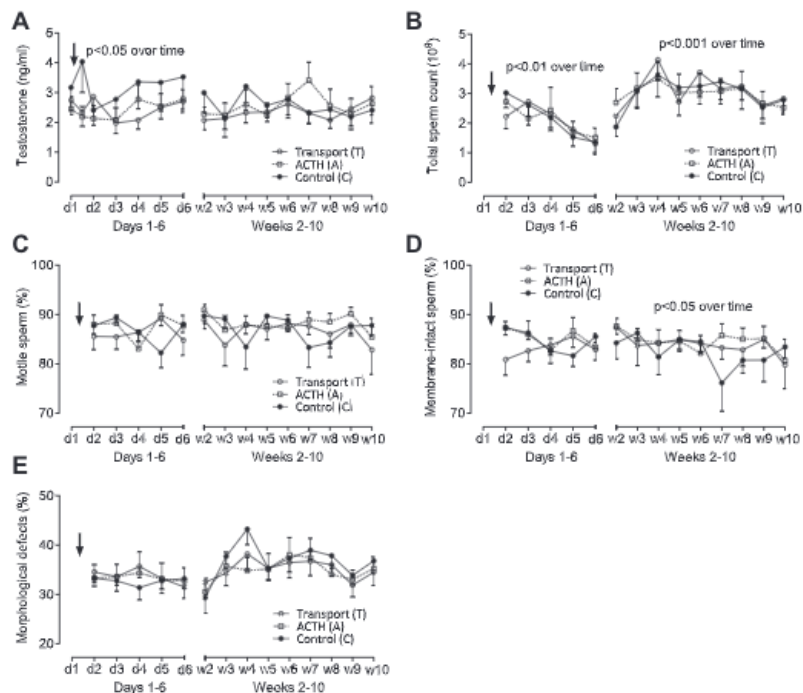 A
p<0.05 over time
Testosterone (ng/ml)
5
4
3
2
1
0
Transport (T)
ACTH (A)
Control (C)
d1 d2 d3 d4 d5 d6 w2 w3 w4 w5 w6 w7 w8 w9 w10
Days 1-6 Weeks 2-10
B
p<0.01 over time
p<0.001 over time
Total sperm count (10⁹)
5
4
3
2
1
0
Transport (T)
ACTH (A)
Control (C)
d1 d2 d3 d4 d5 d6 w2 w3 w4 w5 w6 w7 w8 w9 w10
Days 1-6 Weeks 2-10
C
Motile sperm (%)
100
90
80
70
Transport (T)
ACTH (A)
Control (C)
d1 d2 d3 d4 d5 d6 w2 w3 w4 w5 w6 w7 w8 w9 w10
Days 1-6 Weeks 2-10
D
Membrane-intact sperm (%)
100
90
80
70
Transport (T)
ACTH (A)
Control (C)
p<0.05 over time
d1 d2 d3 d4 d5 d6 w2 w3 w4 w5 w6 w7 w8 w9 w10
Days 1-6 Weeks 2-10
E
Morphological defects (%)
50
40
30
20
Transport (T)
ACTH (A)
Control (C)
d1 d2 d3 d4 d5 d6 w2 w3 w4 w5 w6 w7 w8 w9 w10
Days 1-6 Weeks 2-10